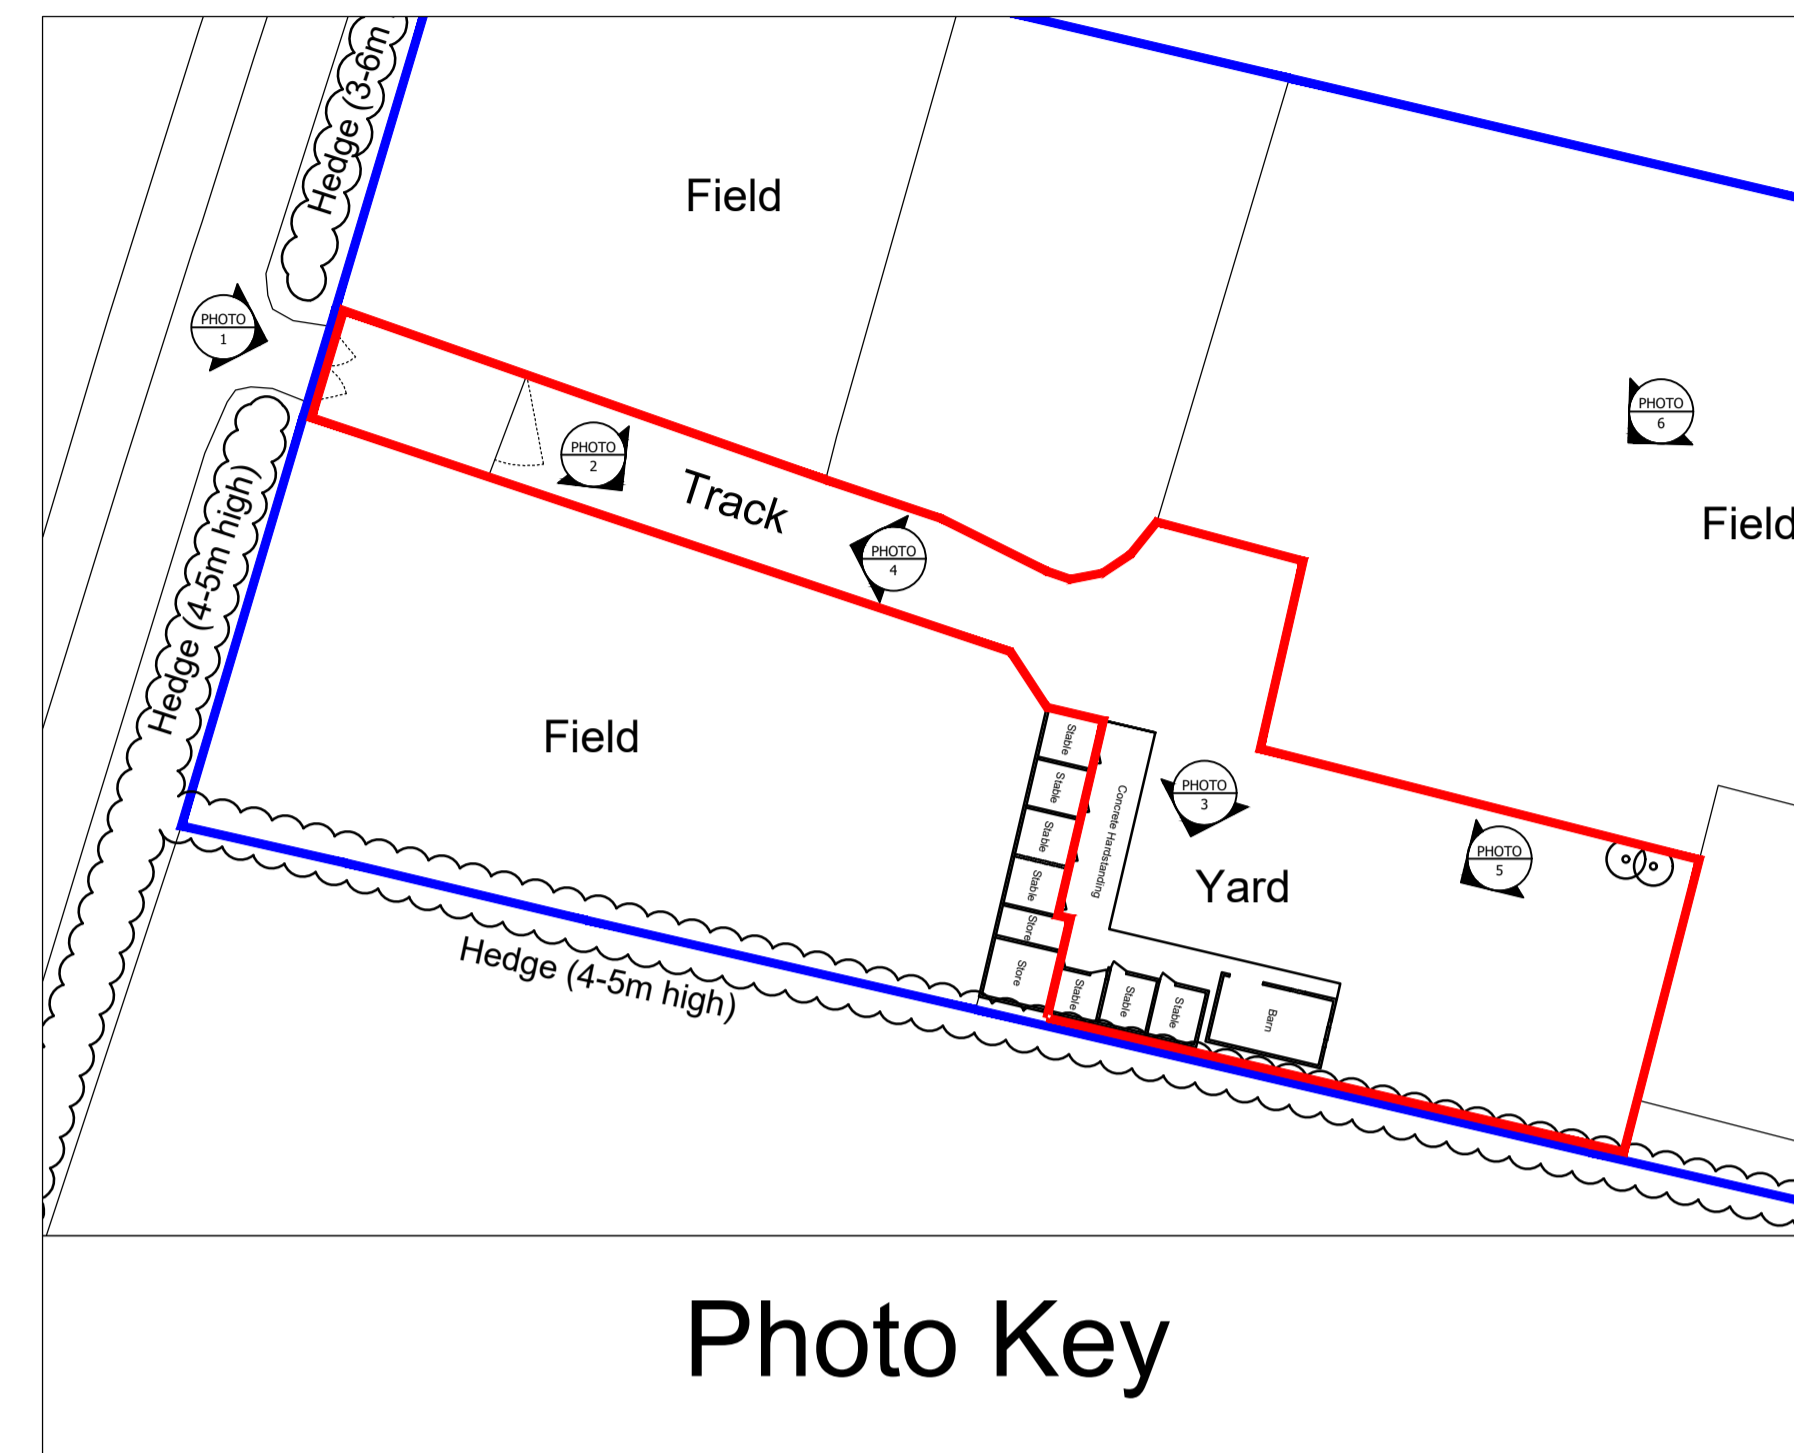 Hedge (3-6m
Field
PHOTO
1
PHOTO
6
PHOTO
2
Track
Field
PHOTO
4
Hedge (4-5m high)
Field
Stable
Stable
Stable
Stable
Store
Store
Concrete Hardstanding
PHOTO
3
PHOTO
5
Yard
Hedge (4-5m high)
Stable
Stable
Stable
Barn
Photo Key